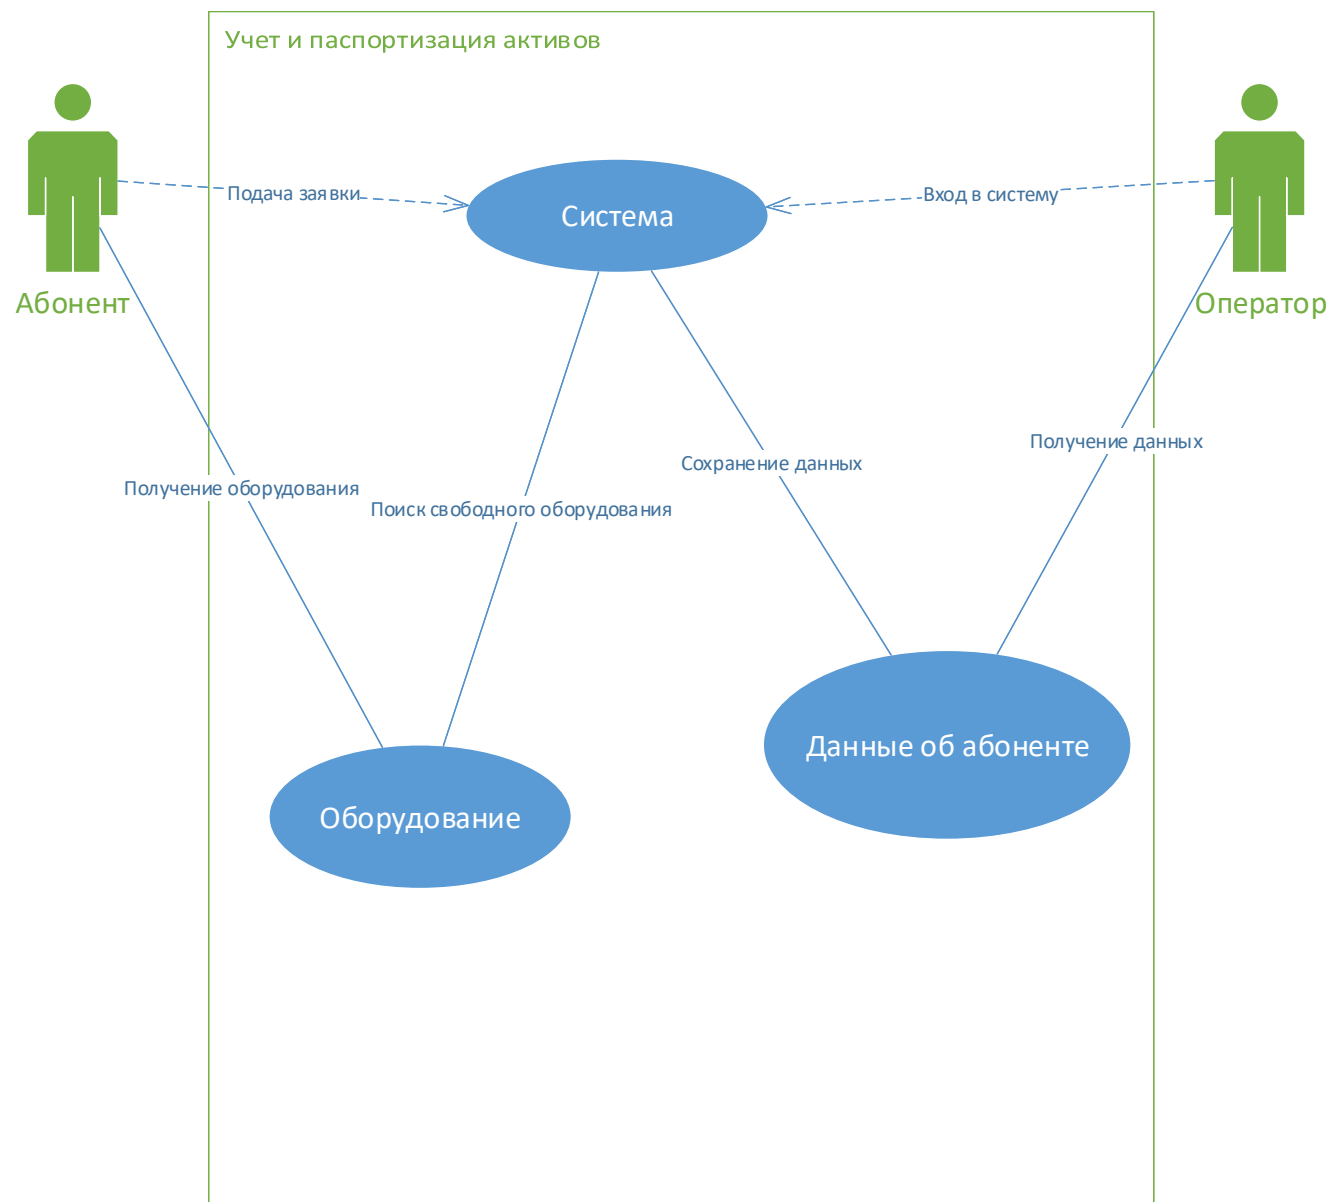 Учет и паспортизация активов
Подача заявки
Вход в систему
Система
Абонент
Оператор
Получение данных
Сохранение данных
Получение оборудования
Поиск свободного оборудования
Данные об абоненте
Оборудование